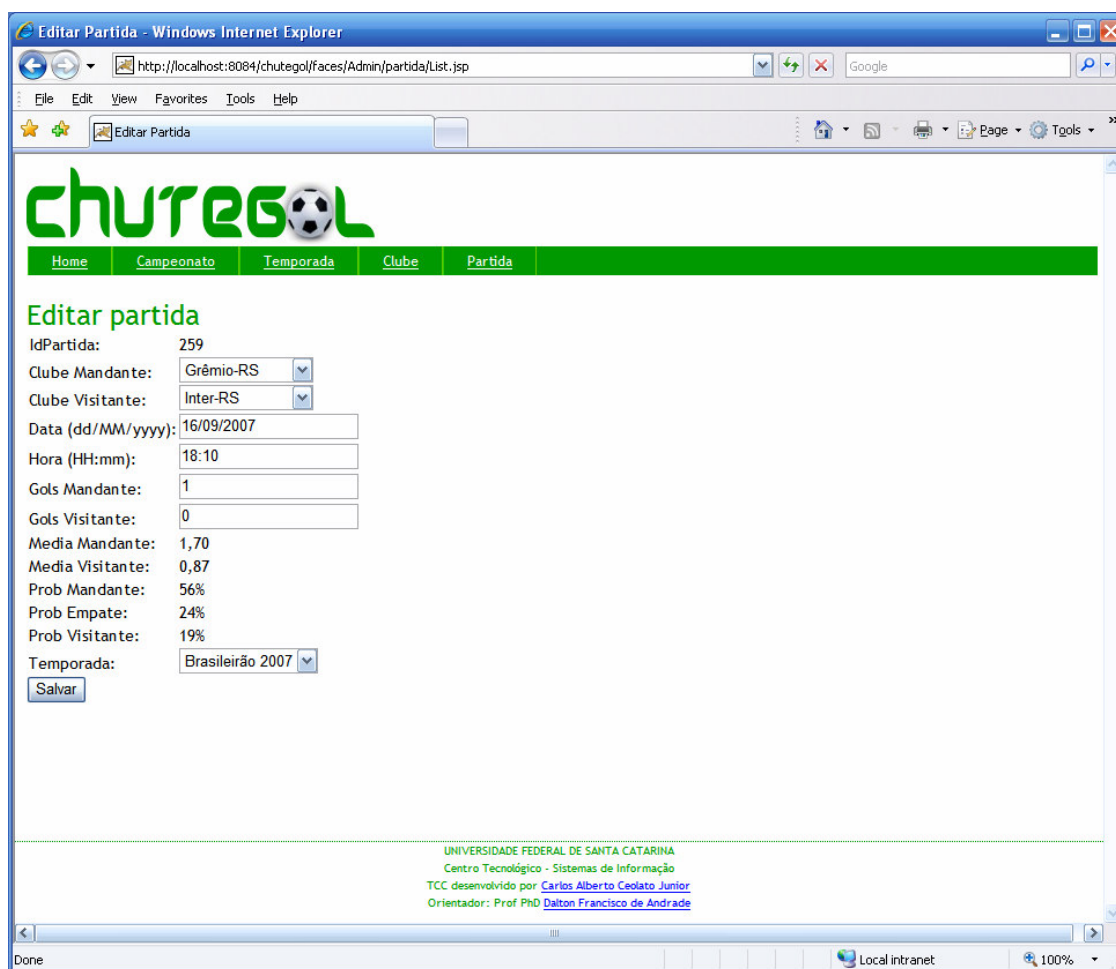 Editar Partida - Windows Internet Explorer
http://localhost:8084/chutegol/faces/Admin/partida/List.jsp
Google
File Edit View Favorites Tools Help
Editar Partida
Page Tools
chutegol
Home Campeonato Temporada Clube Partida
Editar partida
IdPartida: 259
Clube Mandante: Grêmio-RS
Clube Visitante: Inter-RS
Data (dd/MM/yyyy): 16/09/2007
Hora (HH:mm): 18:10
Gols Mandante: 1
Gols Visitante: 0
Media Mandante: 1,70
Media Visitante: 0,87
Prob Mandante: 56%
Prob Empate: 24%
Prob Visitante: 19%
Temporada: Brasileirão 2007
Salvar
UNIVERSIDADE FEDERAL DE SANTA CATARINA
Centro Tecnológico - Sistemas de Informação
TCC desenvolvido por Carlos Alberto Ceolato Junior
Orientador: Prof PhD Dalton Francisco de Andrade
Done Local intranet 100%